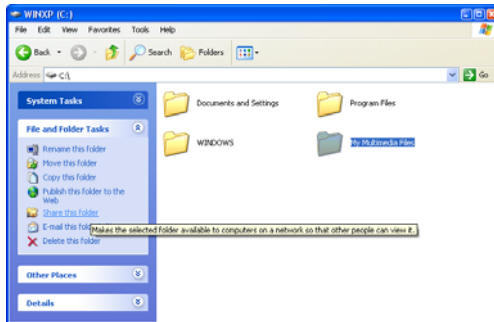 WINXP (C:)
File Edit View Favorites Tools Help
Back Search Folders
Address C:\ Go
System Tasks
File and Folder Tasks
Rename this folder
Move this folder
Copy this folder
Publish this folder to the
Web
Share this folder
E-mail this fold
Makes the selected folder available to computers on a network so that other people can view it.
Delete this folder
Other Places
Details
Documents and Settings Program Files
WINDOWS My Multimedia Files